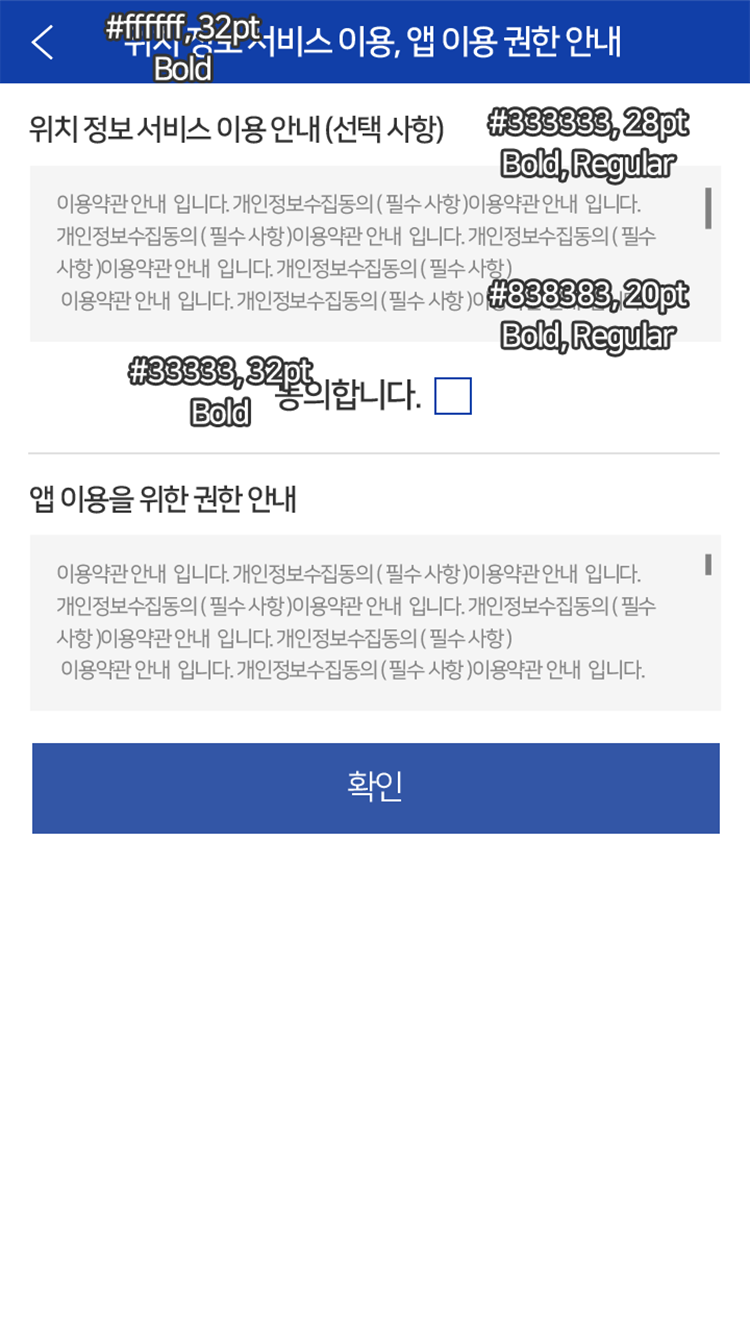 #ffffff, 32pt
Bold
위치 정보 서비스 이용, 앱 이용 권한 안내
위치 정보 서비스 이용 안내 (선택 사항)
#333333, 28pt
Bold, Regular
이용약관 안내 입니다. 개인정보수집동의 ( 필수 사항 )이용약관 안내 입니다.
개인정보수집동의 ( 필수 사항 )이용약관 안내 입니다. 개인정보수집동의 ( 필수
사항 )이용약관 안내 입니다. 개인정보수집동의 ( 필수 사항 )
이용약관 안내 입니다. 개인정보수집동의 ( 필수 사항 )이용약관 안내 입니다.
#838383, 20pt
Bold, Regular
#33333, 32pt
Bold
동의합니다.
앱 이용을 위한 권한 안내
이용약관 안내 입니다. 개인정보수집동의 ( 필수 사항 )이용약관 안내 입니다.
개인정보수집동의 ( 필수 사항 )이용약관 안내 입니다. 개인정보수집동의 ( 필수
사항 )이용약관 안내 입니다. 개인정보수집동의 ( 필수 사항 )
이용약관 안내 입니다. 개인정보수집동의 ( 필수 사항 )이용약관 안내 입니다.
확인